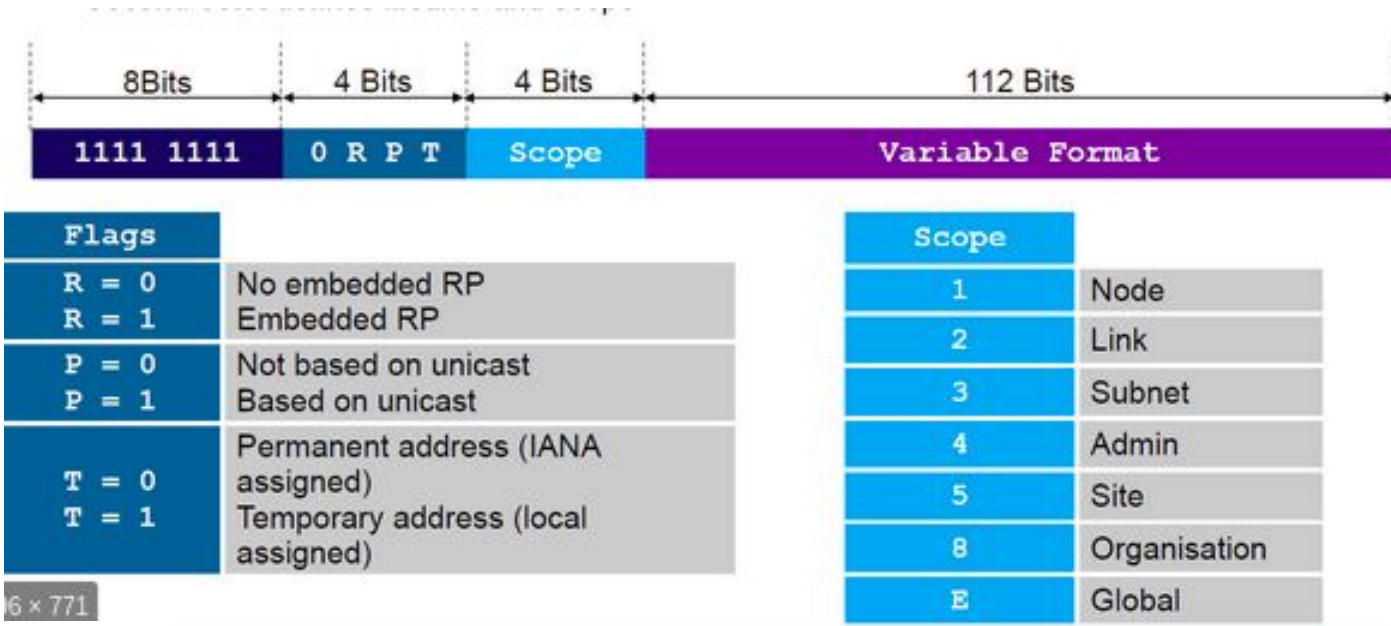 8Bits 4 Bits 4 Bits 112 Bits
1111 1111 0 R P T Scope Variable Format
Flags
R = 0 No embedded RP
R = 1 Embedded RP
P = 0 Not based on unicast
P = 1 Based on unicast
Permanent address (IANA
T = 0 assigned)
T = 1 Temporary address (local
assigned)
Scope
1 Node
2 Link
3 Subnet
4 Admin
5 Site
8 Organisation
E Global
6 × 771